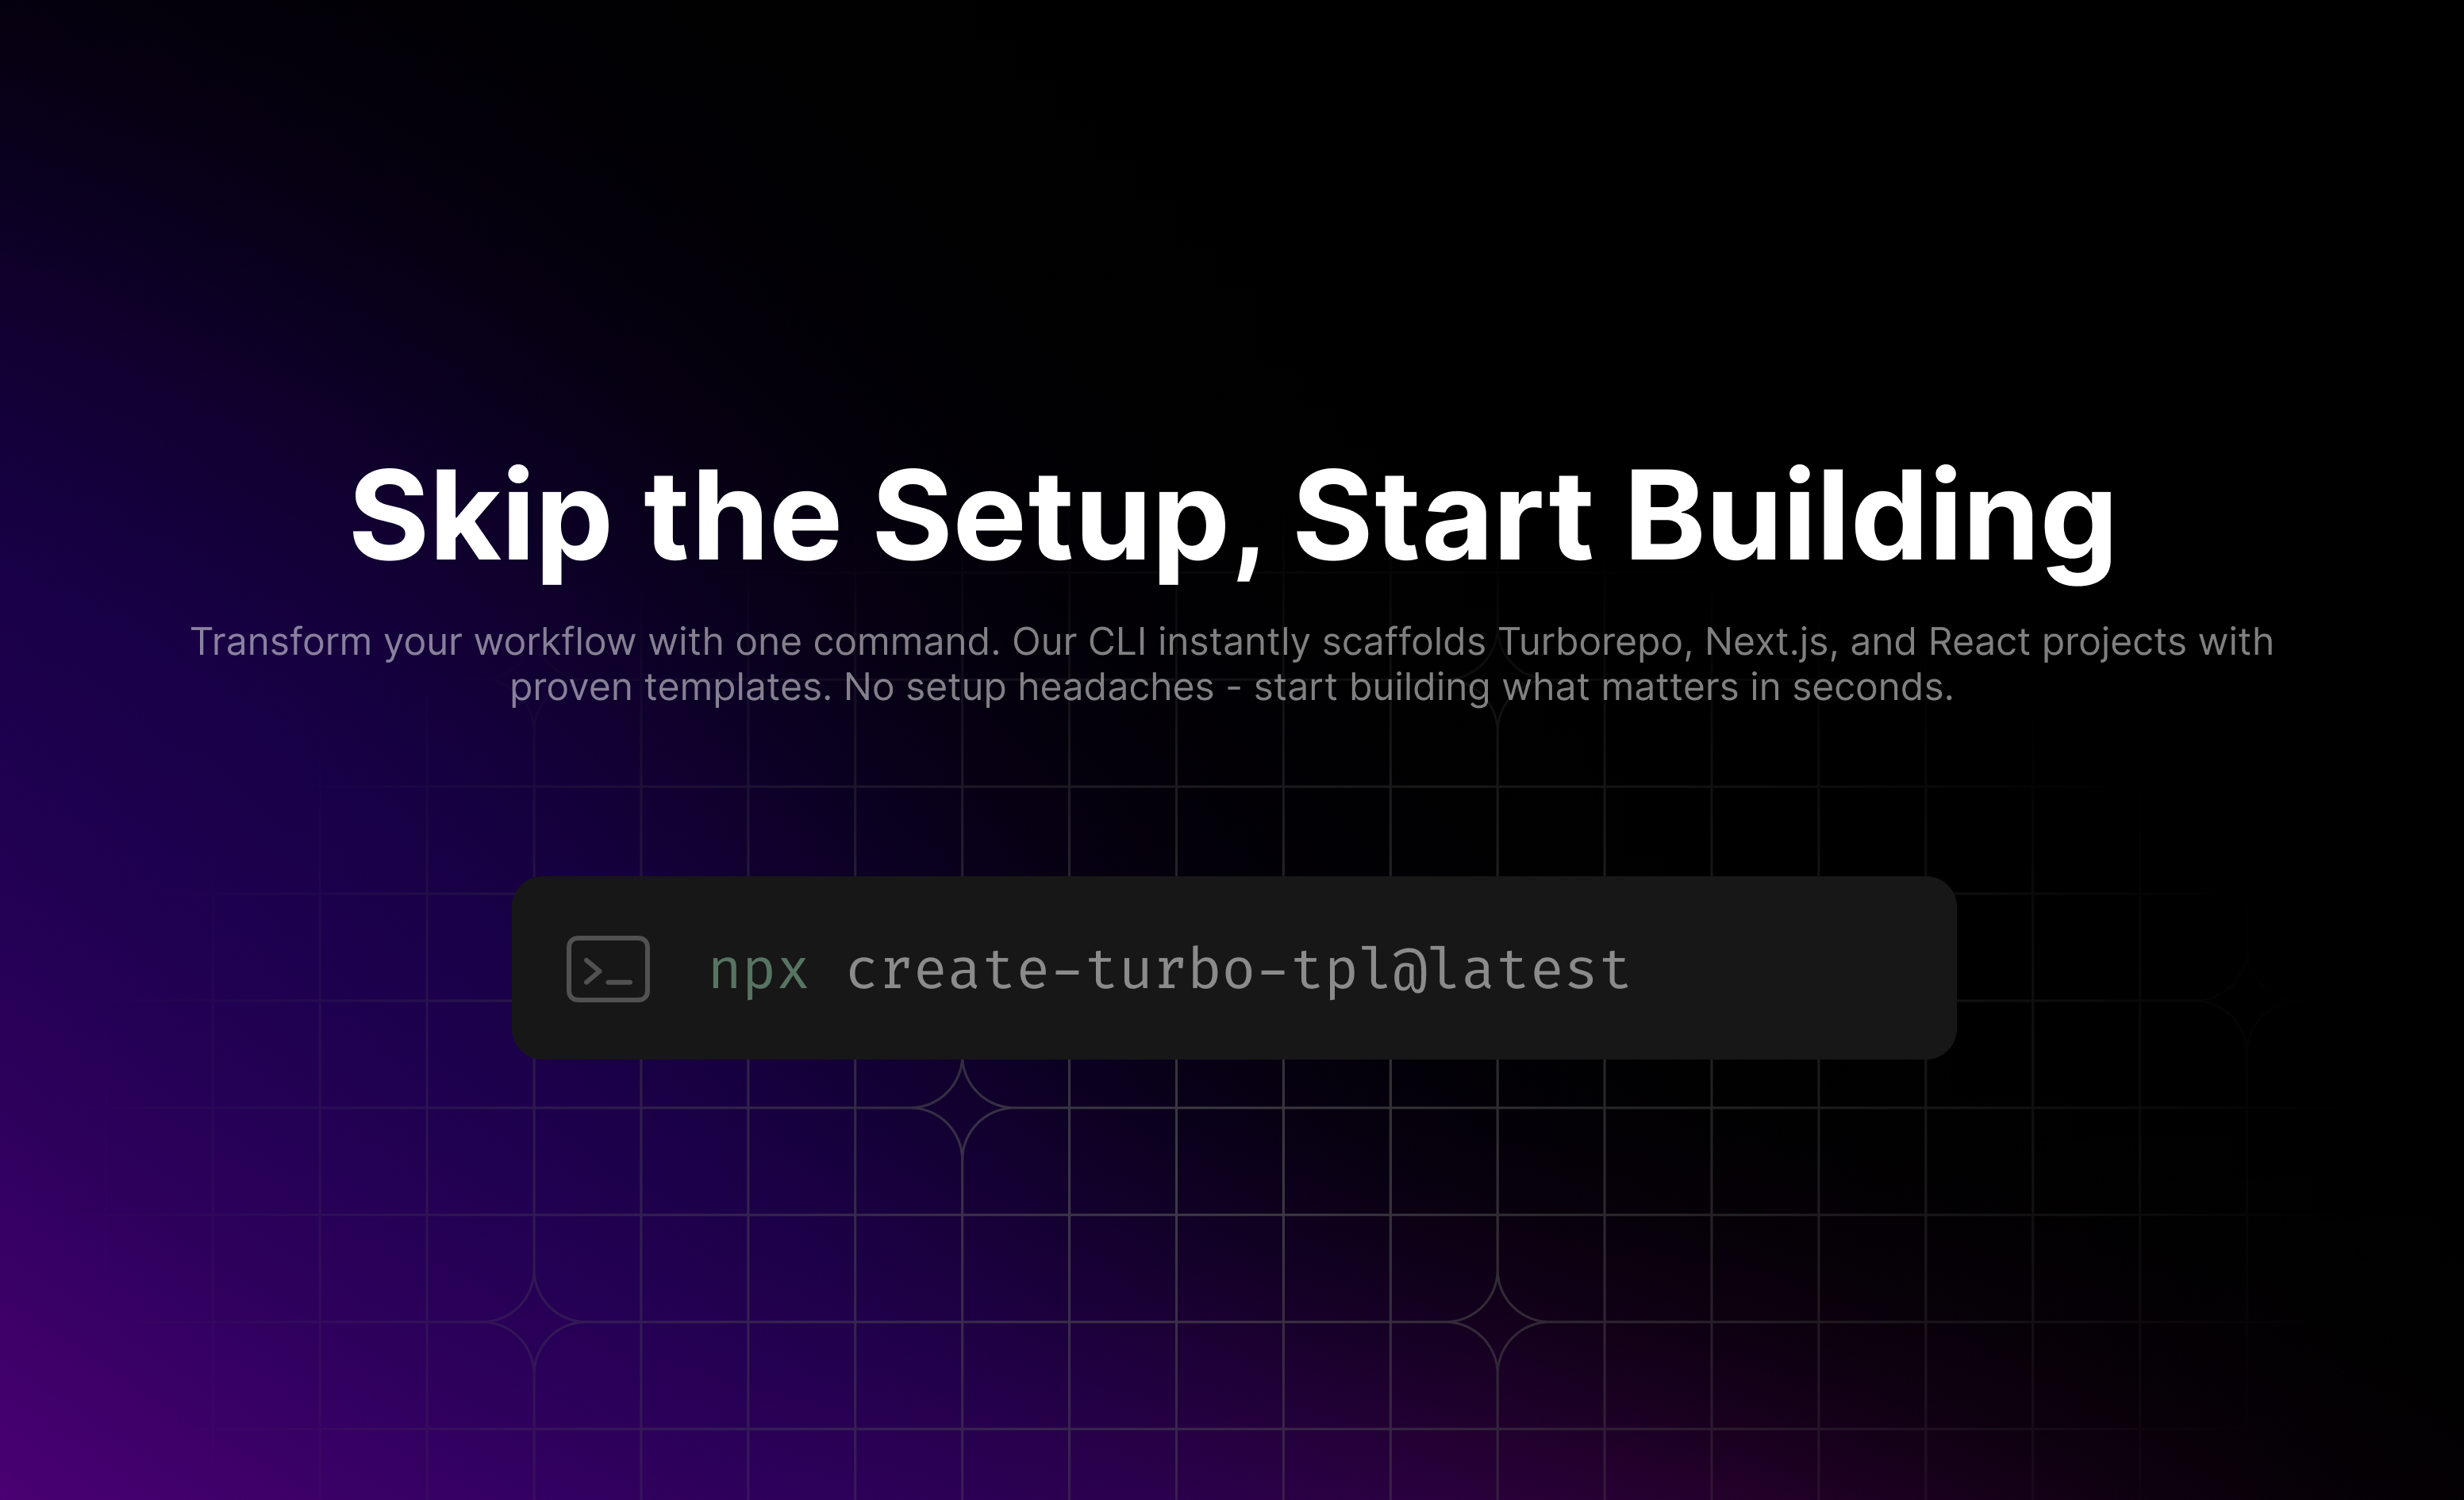 Skip the Setup, Start Building
Transform your workflow with one command. Our CLI instantly scaffolds Turborepo, Next.js, and React projects with
proven templates. No setup headaches - start building what matters in seconds.
npx create-turbo-tpl@latest